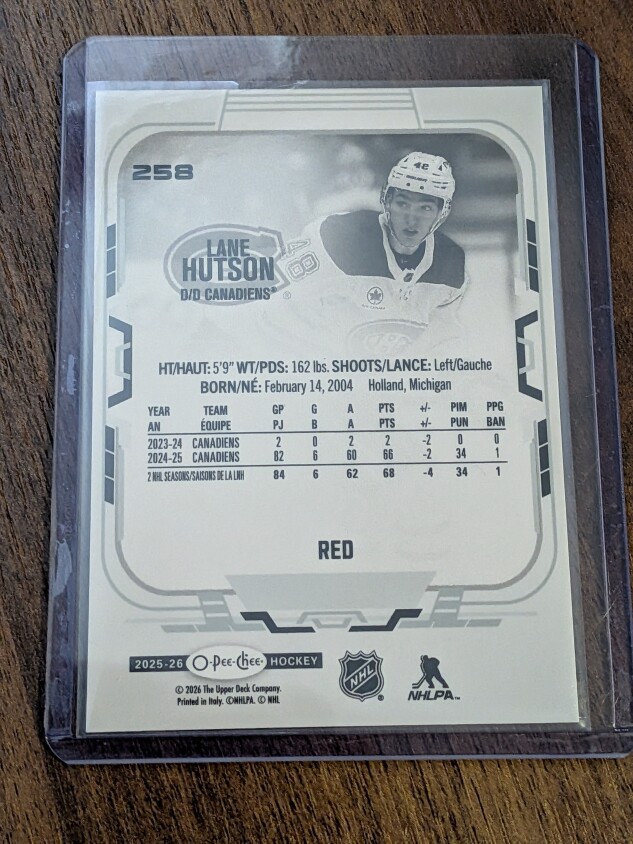 258
48
48
LANE
HUTSON
D/D CANADIENS®
HT/HAUT: 5'9" WT/PDS: 162 lbs. SHOOTS/LANCE: Left/Gauche
BORN/NÉ: February 14, 2004 Holland, Michigan
YEAR TEAM GP G A PTS +/- PIM PPG
AN ÉQUIPE PJ B A PTS +/- PUN BAN
2023-24 CANADIENS 2 0 2 2 -2 0 0
2024-25 CANADIENS 82 6 60 66 -2 34 1
2 NHL SEASONS/SAISONS DE LA LNH 84 6 62 68 -4 34 1
RED
2025-26 O-Pee-Chee® HOCKEY
© 2026 The Upper Deck Company.
Printed in Italy. ©NHLPA. © NHL
NHL®
NHLPA™